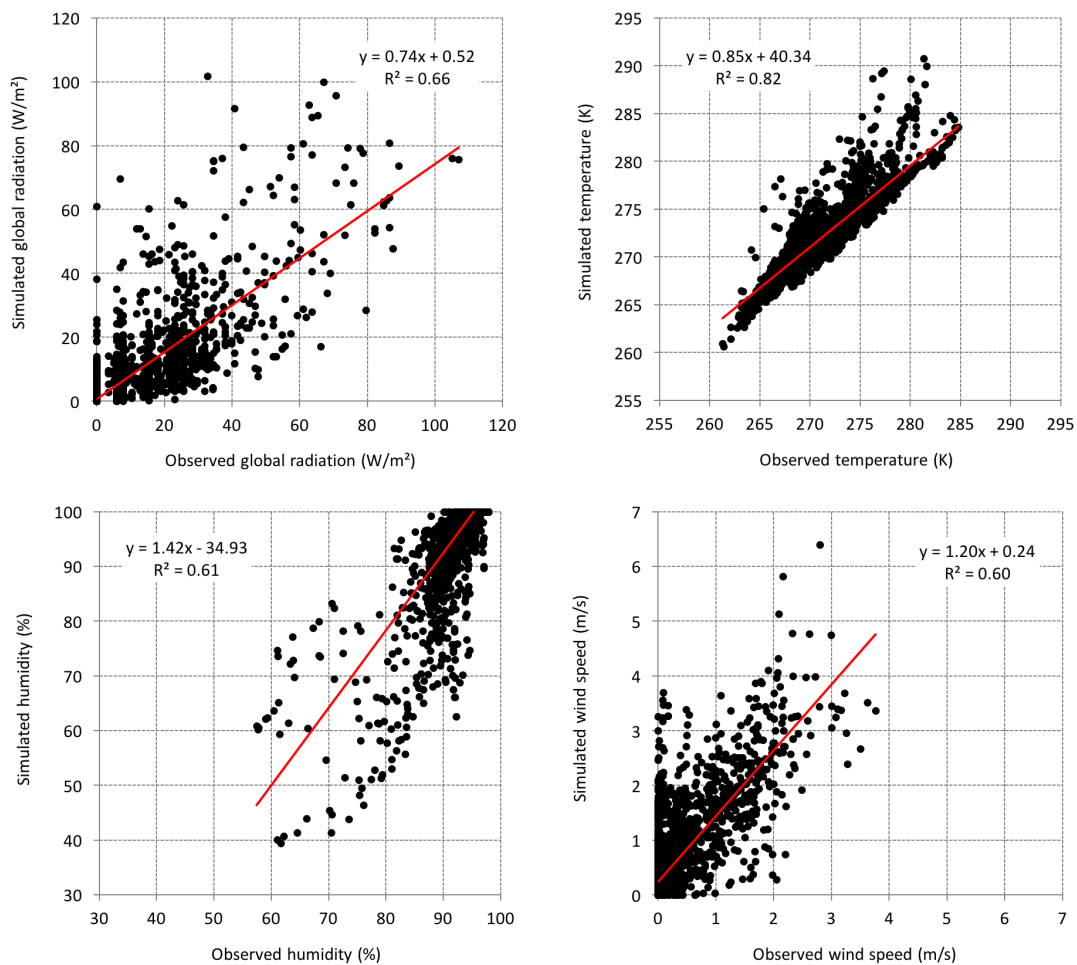 y = 0.74x + 0.52
R² = 0.66
Simulated global radiation (W/m²)
120
100
80
60
40
20
0
0 20 40 60 80 100 120
Observed global radiation (W/m²)
y = 0.85x + 40.34
R² = 0.82
Simulated temperature (K)
295
290
285
280
275
270
265
260
255
255 265 275 285 295
Observed temperature (K)
y = 1.42x - 34.93
R² = 0.61
Simulated humidity (%)
100
90
80
70
60
50
40
30
30 40 50 60 70 80 90 100
Observed humidity (%)
y = 1.20x + 0.24
R² = 0.60
Simulated wind speed (m/s)
7
6
5
4
3
2
1
0
0 1 2 3 4 5 6 7
Observed wind speed (m/s)